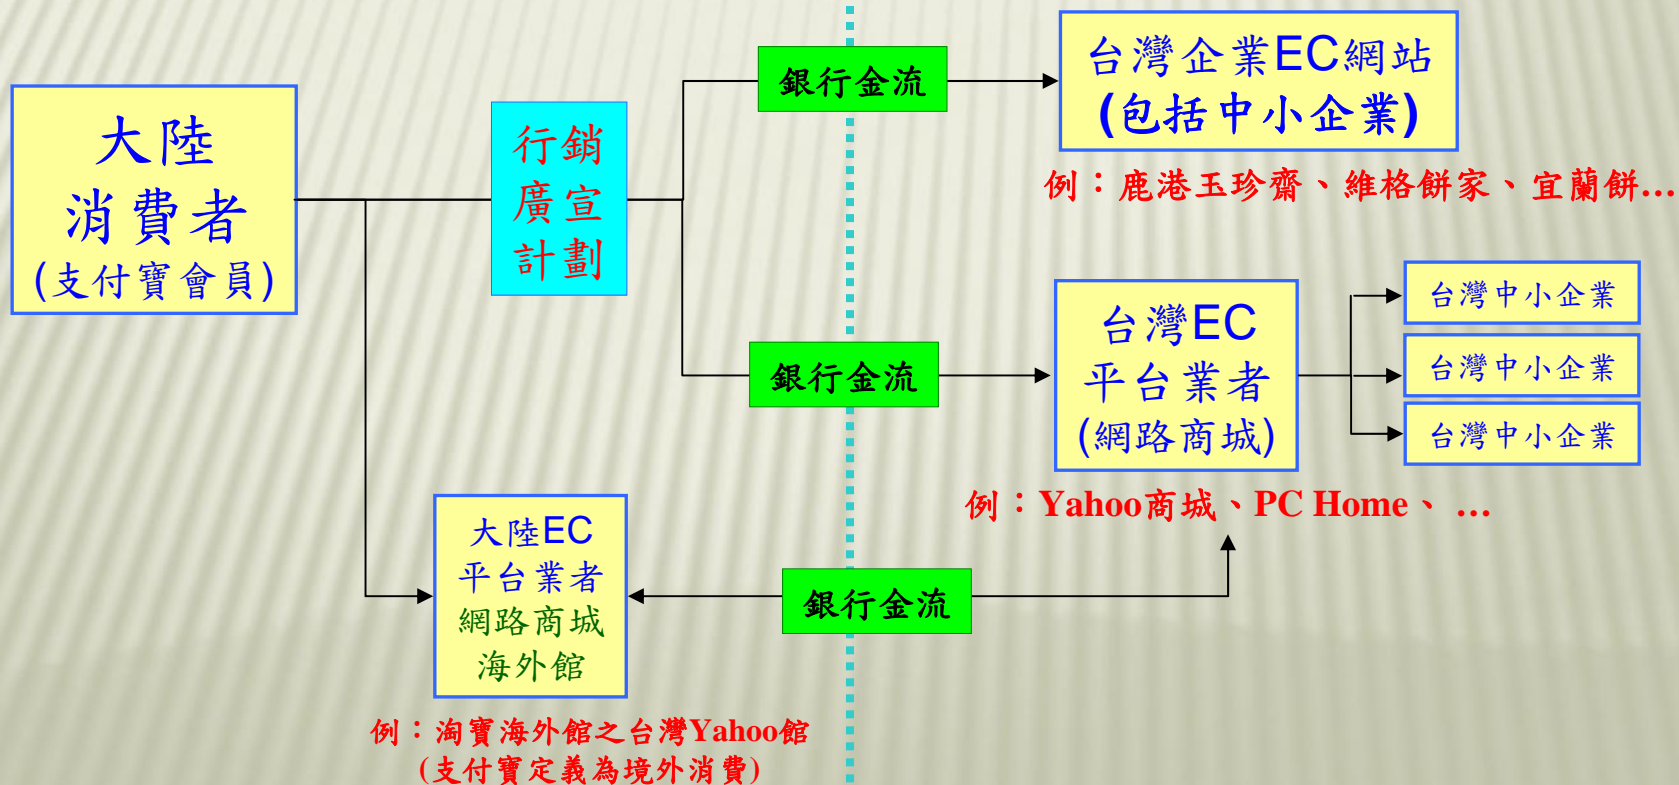 大陸
消費者
(支付寶會員)
行銷
廣宣
計劃
銀行金流
台灣企業EC網站
(包括中小企業)
例：鹿港玉珍齋、維格餅家、宜蘭餅...
銀行金流
台灣EC
平台業者
(網路商城)
台灣中小企業
台灣中小企業
台灣中小企業
例：Yahoo商城、PC Home、 ...
大陸EC
平台業者
網路商城
海外館
銀行金流
例：淘寶海外館之台灣Yahoo館
(支付寶定義為境外消費)